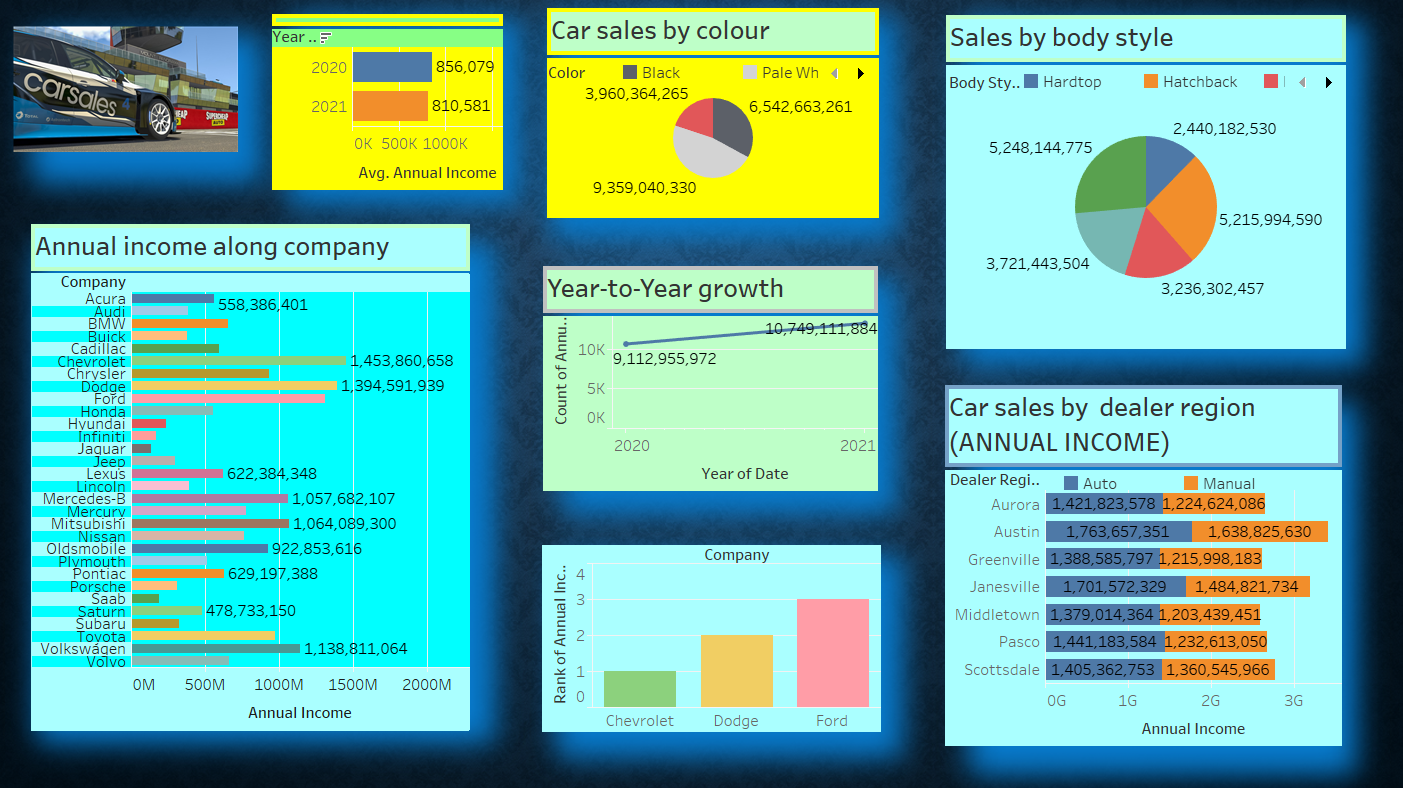 carsales
TOTAL
SUPERCHEAP
AUTO
Year ..
2020
856,079
2021
810,581
0K 500K 1000K
Avg. Annual Income
Car sales by colour
Color Black Pale Wh
3,960,364,265
6,542,663,261
9,359,040,330
Sales by body style
Body Sty.. Hardtop Hatchback
2,440,182,530
5,248,144,775
5,215,994,590
3,721,443,504
3,236,302,457
Annual income along company
Company
Acura 558,386,401
Audi
BMW
Buick
Cadillac
Chevrolet 1,453,860,658
Chrysler
Dodge 1,394,591,939
Ford
Honda
Hyundai
Infiniti
Jaguar
Jeep
Lexus 622,384,348
Lincoln
Mercedes-B 1,057,682,107
Mercury
Mitsubishi 1,064,089,300
Nissan
Oldsmobile 922,853,616
Plymouth
Pontiac 629,197,388
Porsche
Saab
Saturn 478,733,150
Subaru
Toyota
Volkswagen 1,138,811,064
Volvo
0M 500M 1000M 1500M 2000M
Annual Income
Year-to-Year growth
Count of Annu..
10K
5K
0K
10,749,111,884
9,112,955,972
2020 2021
Year of Date
Company
Rank of Annual Inc..
4
3
2
1
0
Chevrolet Dodge Ford
Car sales by  dealer region
(ANNUAL INCOME)
Dealer Regi.. Auto Manual
Aurora 1,421,823,578 1,224,624,086
Austin 1,763,657,351 1,638,825,630
Greenville 1,388,585,797 1,215,998,183
Janesville 1,701,572,329 1,484,821,734
Middletown 1,379,014,364 1,203,439,451
Pasco 1,441,183,584 1,232,613,050
Scottsdale 1,405,362,753 1,360,545,966
0G 1G 2G 3G
Annual Income